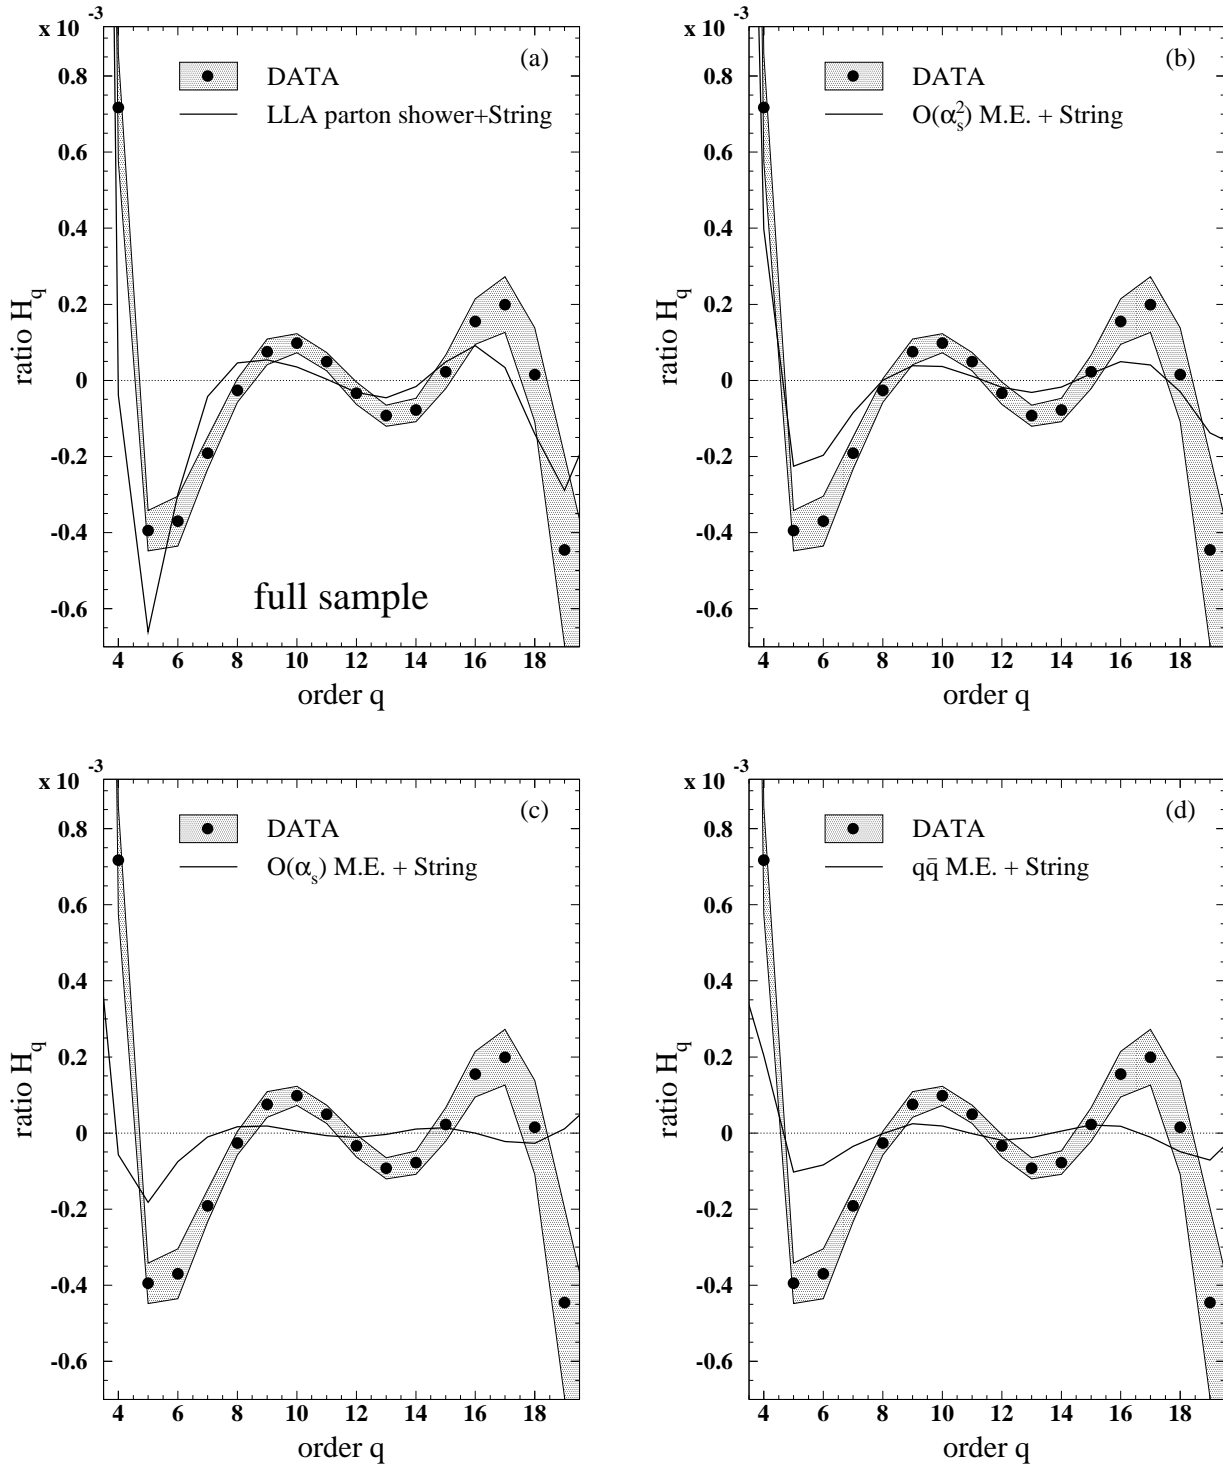 x 10 -3
(a)
DATA
LLA parton shower+String
0.8
0.6
0.4
0.2
0
-0.2
-0.4
-0.6
ratio H_q
full sample
4 6 8 10 12 14 16 18
order q
x 10 -3
(b)
DATA
O(α_s^2) M.E. + String
0.8
0.6
0.4
0.2
0
-0.2
-0.4
-0.6
ratio H_q
4 6 8 10 12 14 16 18
order q
x 10 -3
(c)
DATA
O(α_s) M.E. + String
0.8
0.6
0.4
0.2
0
-0.2
-0.4
-0.6
ratio H_q
4 6 8 10 12 14 16 18
order q
x 10 -3
(d)
DATA
qq̄ M.E. + String
0.8
0.6
0.4
0.2
0
-0.2
-0.4
-0.6
ratio H_q
4 6 8 10 12 14 16 18
order q